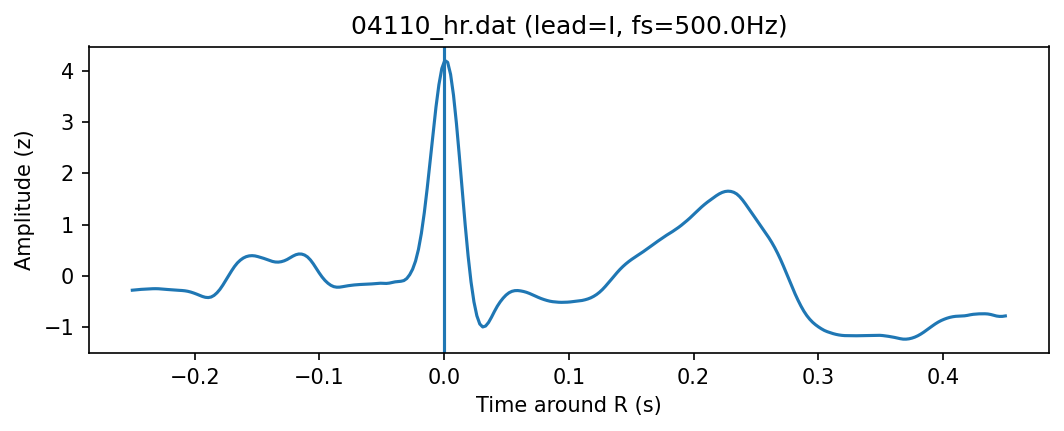 04110_hr.dat (lead=I, fs=500.0Hz)
4
3
2
1
0
−1
Amplitude (z)
−0.2 −0.1 0.0 0.1 0.2 0.3 0.4
Time around R (s)